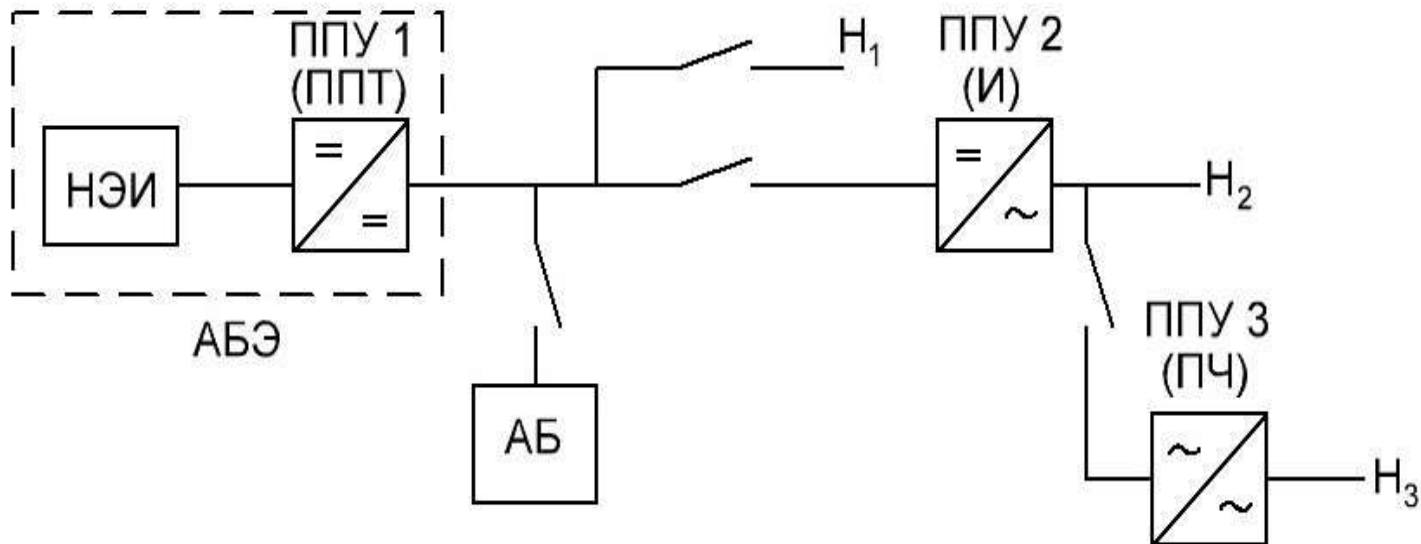 ППУ 1
(ППТ)
Н₁
ППУ 2
(И)
=
=
=
~
НЭИ
Н₂
АБЭ
АБ
ППУ 3
(ПЧ)
~
~
Н₃